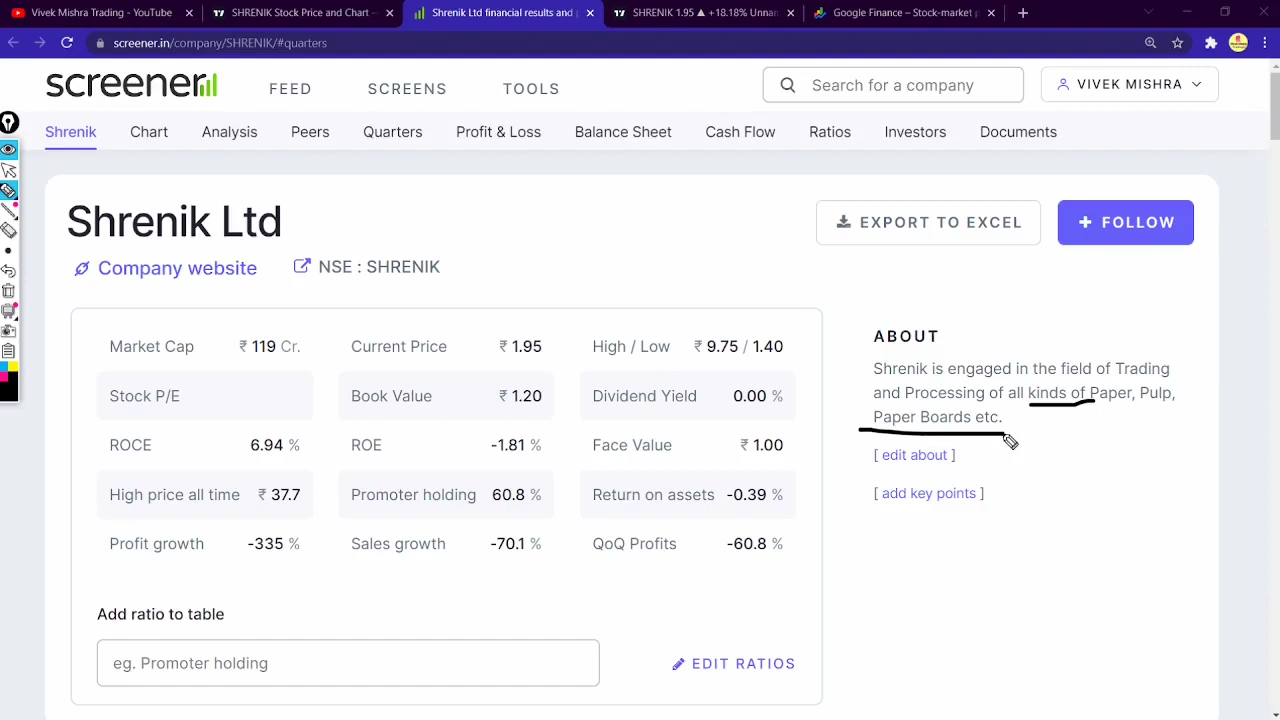 Vivek Mishra Trading - YouTube
SHRENIK Stock Price and Chart —
Shrenik Ltd financial results and p
SHRENIK 1.95 ▲ +18.18% Unnan
Google Finance – Stock-market p
screener.in/company/SHRENIK/#quarters
screener
FEED
SCREENS
TOOLS
Search for a company
VIVEK MISHRA
Shrenik
Chart
Analysis
Peers
Quarters
Profit & Loss
Balance Sheet
Cash Flow
Ratios
Investors
Documents
Shrenik Ltd
EXPORT TO EXCEL
+ FOLLOW
Company website
NSE : SHRENIK
Market Cap ₹ 119 Cr.
Current Price ₹ 1.95
High / Low ₹ 9.75 / 1.40
Stock P/E
Book Value ₹ 1.20
Dividend Yield 0.00 %
ROCE 6.94 %
ROE -1.81 %
Face Value ₹ 1.00
High price all time ₹ 37.7
Promoter holding 60.8 %
Return on assets -0.39 %
Profit growth -335 %
Sales growth -70.1 %
QoQ Profits -60.8 %
Add ratio to table
eg. Promoter holding
EDIT RATIOS
ABOUT
Shrenik is engaged in the field of Trading
and Processing of all kinds of Paper, Pulp,
Paper Boards etc.
[ edit about ]
[ add key points ]